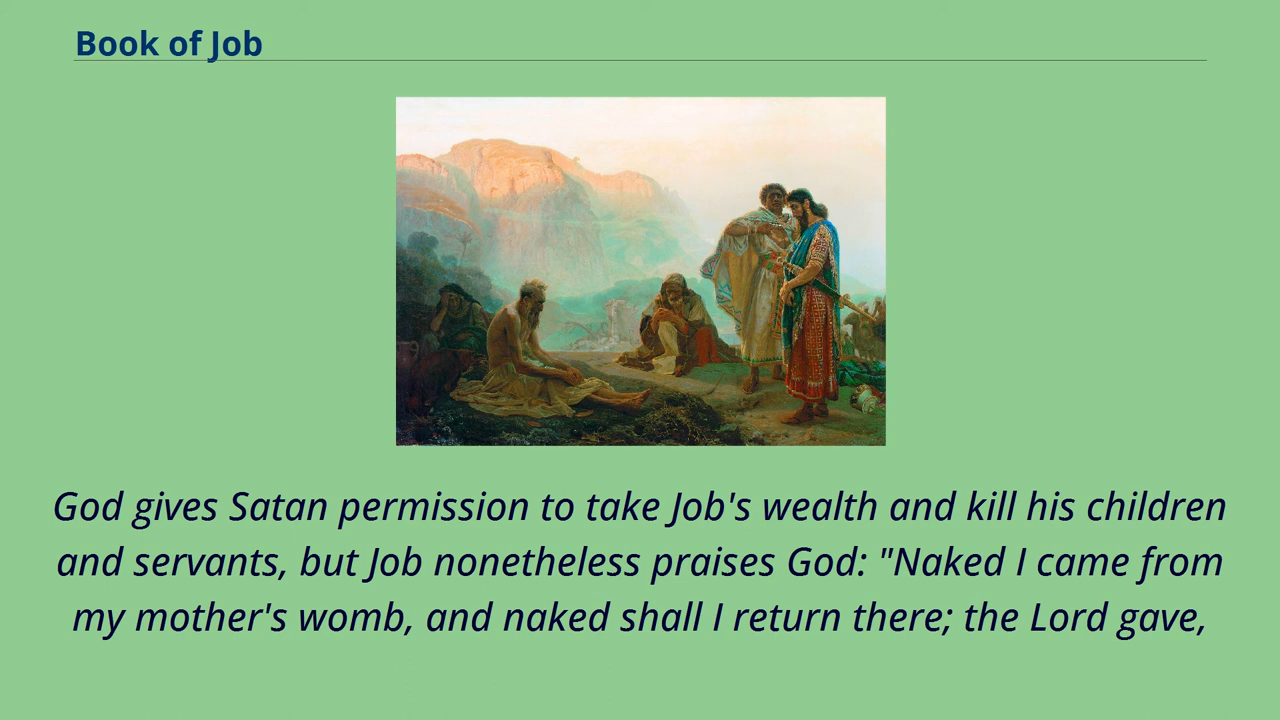 Book of Job
God gives Satan permission to take Job's wealth and kill his children
and servants, but Job nonetheless praises God: "Naked I came from
my mother's womb, and naked shall I return there; the Lord gave,